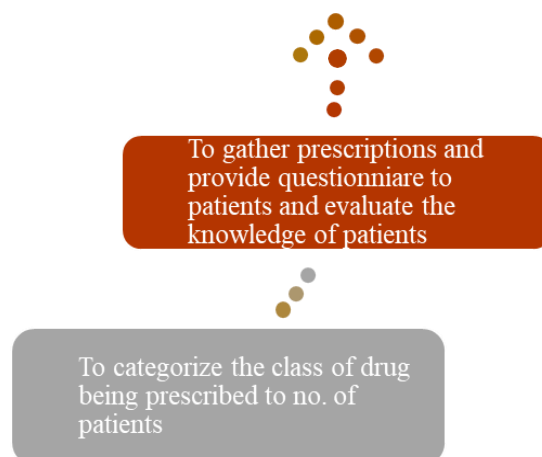 To gather prescriptions and
provide questionniare to
patients and evaluate the
knowledge of patients
To categorize the class of drug
being prescribed to no. of
patients